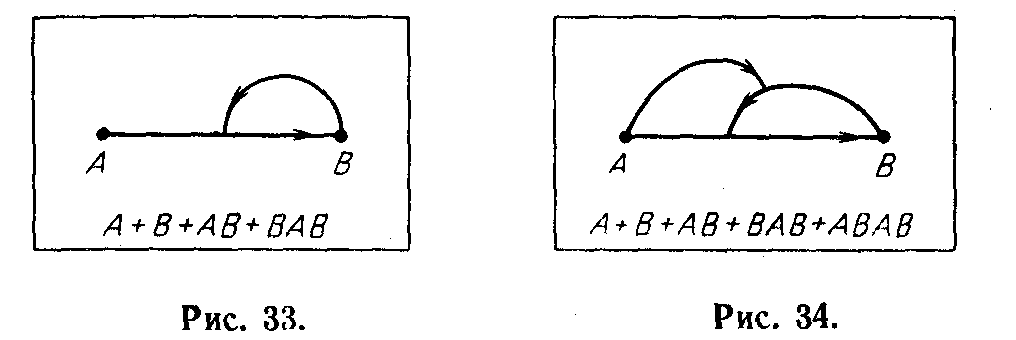 A B
A + B + AB + BAB
Рис. 33.
A B
A + B + AB + BAB + ABAB
Рис. 34.